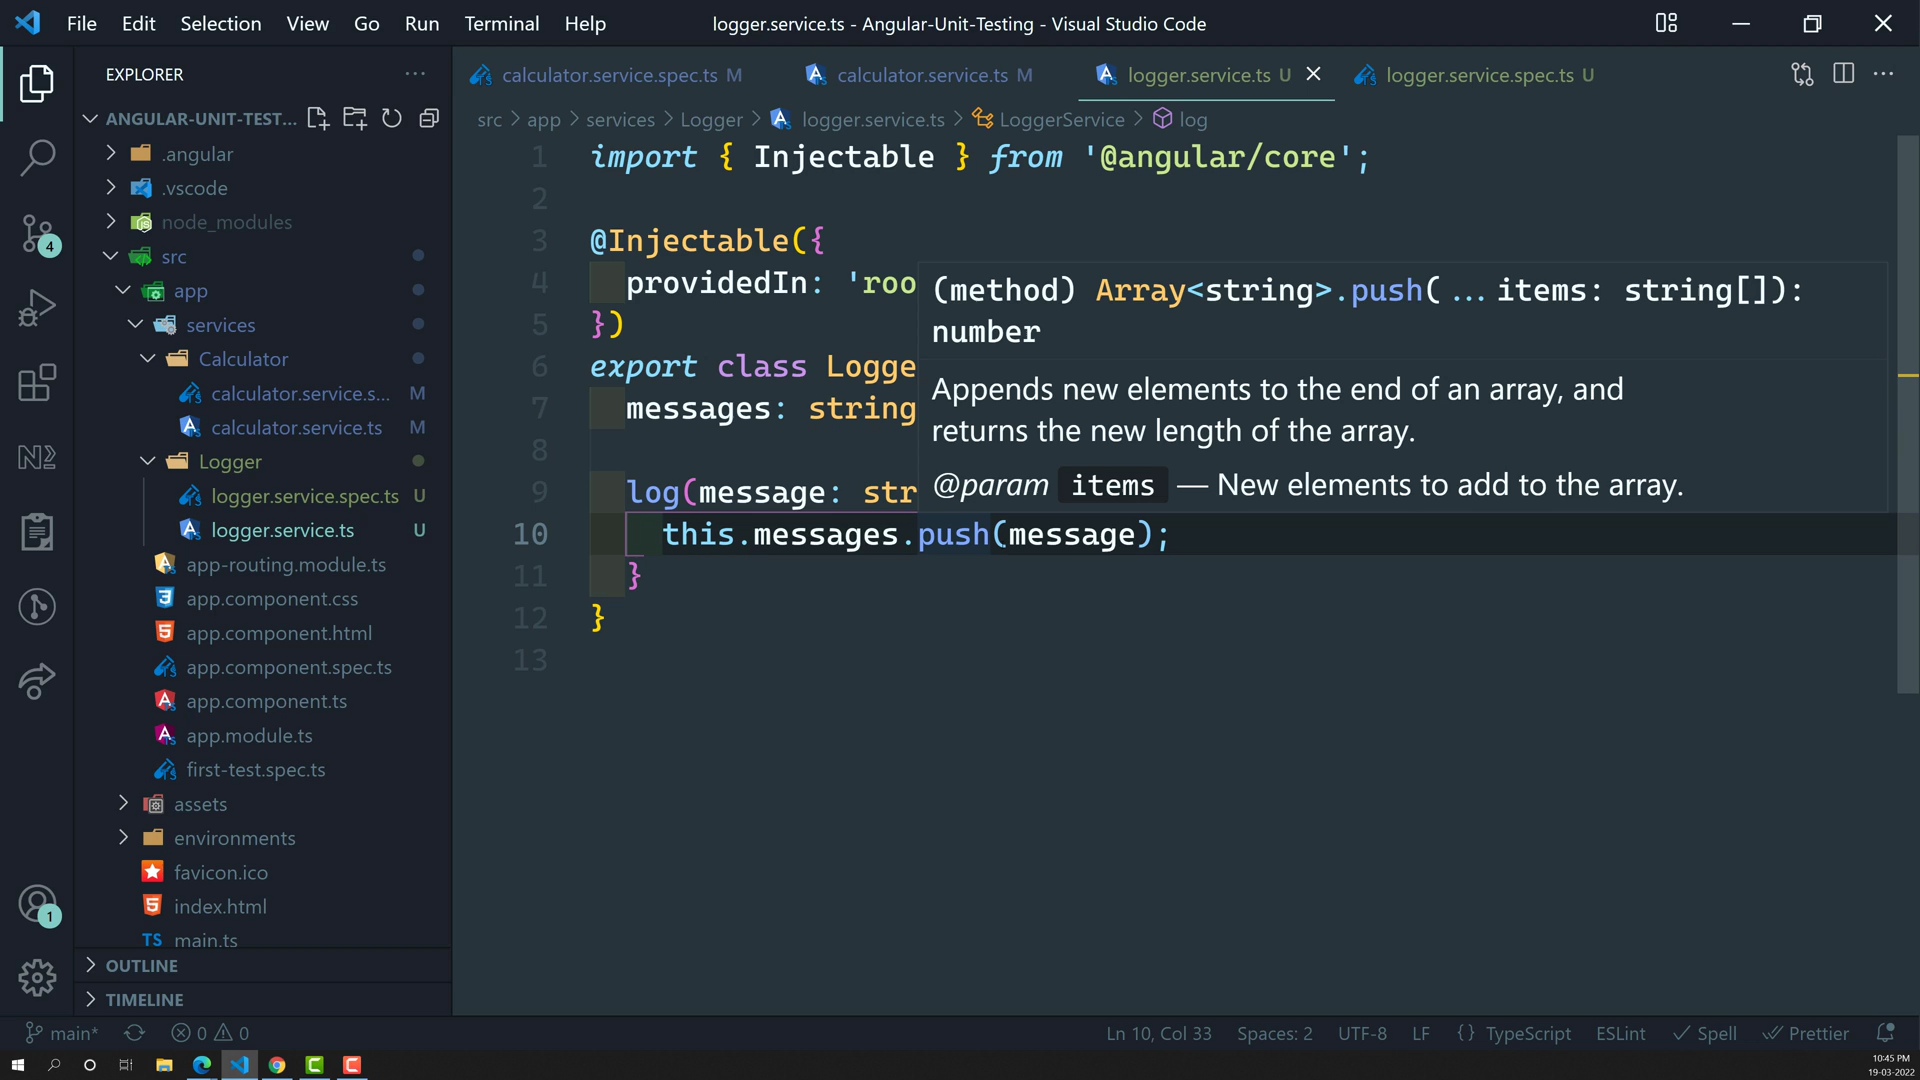 File Edit Selection View Go Run Terminal Help
logger.service.ts - Angular-Unit-Testing - Visual Studio Code
EXPLORER
ANGULAR-UNIT-TEST...
.angular
.vscode
node_modules
src
app
services
Calculator
calculator.service.s... M
calculator.service.ts M
Logger
logger.service.spec.ts U
logger.service.ts U
app-routing.module.ts
app.component.css
app.component.html
app.component.spec.ts
app.component.ts
app.module.ts
first-test.spec.ts
assets
environments
favicon.ico
index.html
TS main.ts
OUTLINE
TIMELINE
4
1
calculator.service.spec.ts M
calculator.service.ts M
logger.service.ts U
logger.service.spec.ts U
src > app > services > Logger > logger.service.ts > LoggerService > log
1 import { Injectable } from '@angular/core';
2
3 @Injectable({
4 providedIn: 'roo
5 })
6 export class Logge
7 messages: string
8
9 log(message: str
10 this.messages.push(message);
11 }
12 }
13
(method) Array<string>.push(...items: string[]):
number
Appends new elements to the end of an array, and
returns the new length of the array.
@param items — New elements to add to the array.
main* 0 0
Ln 10, Col 33 Spaces: 2 UTF-8 LF {} TypeScript ESLint Spell Prettier
10:45 PM
19-03-2022